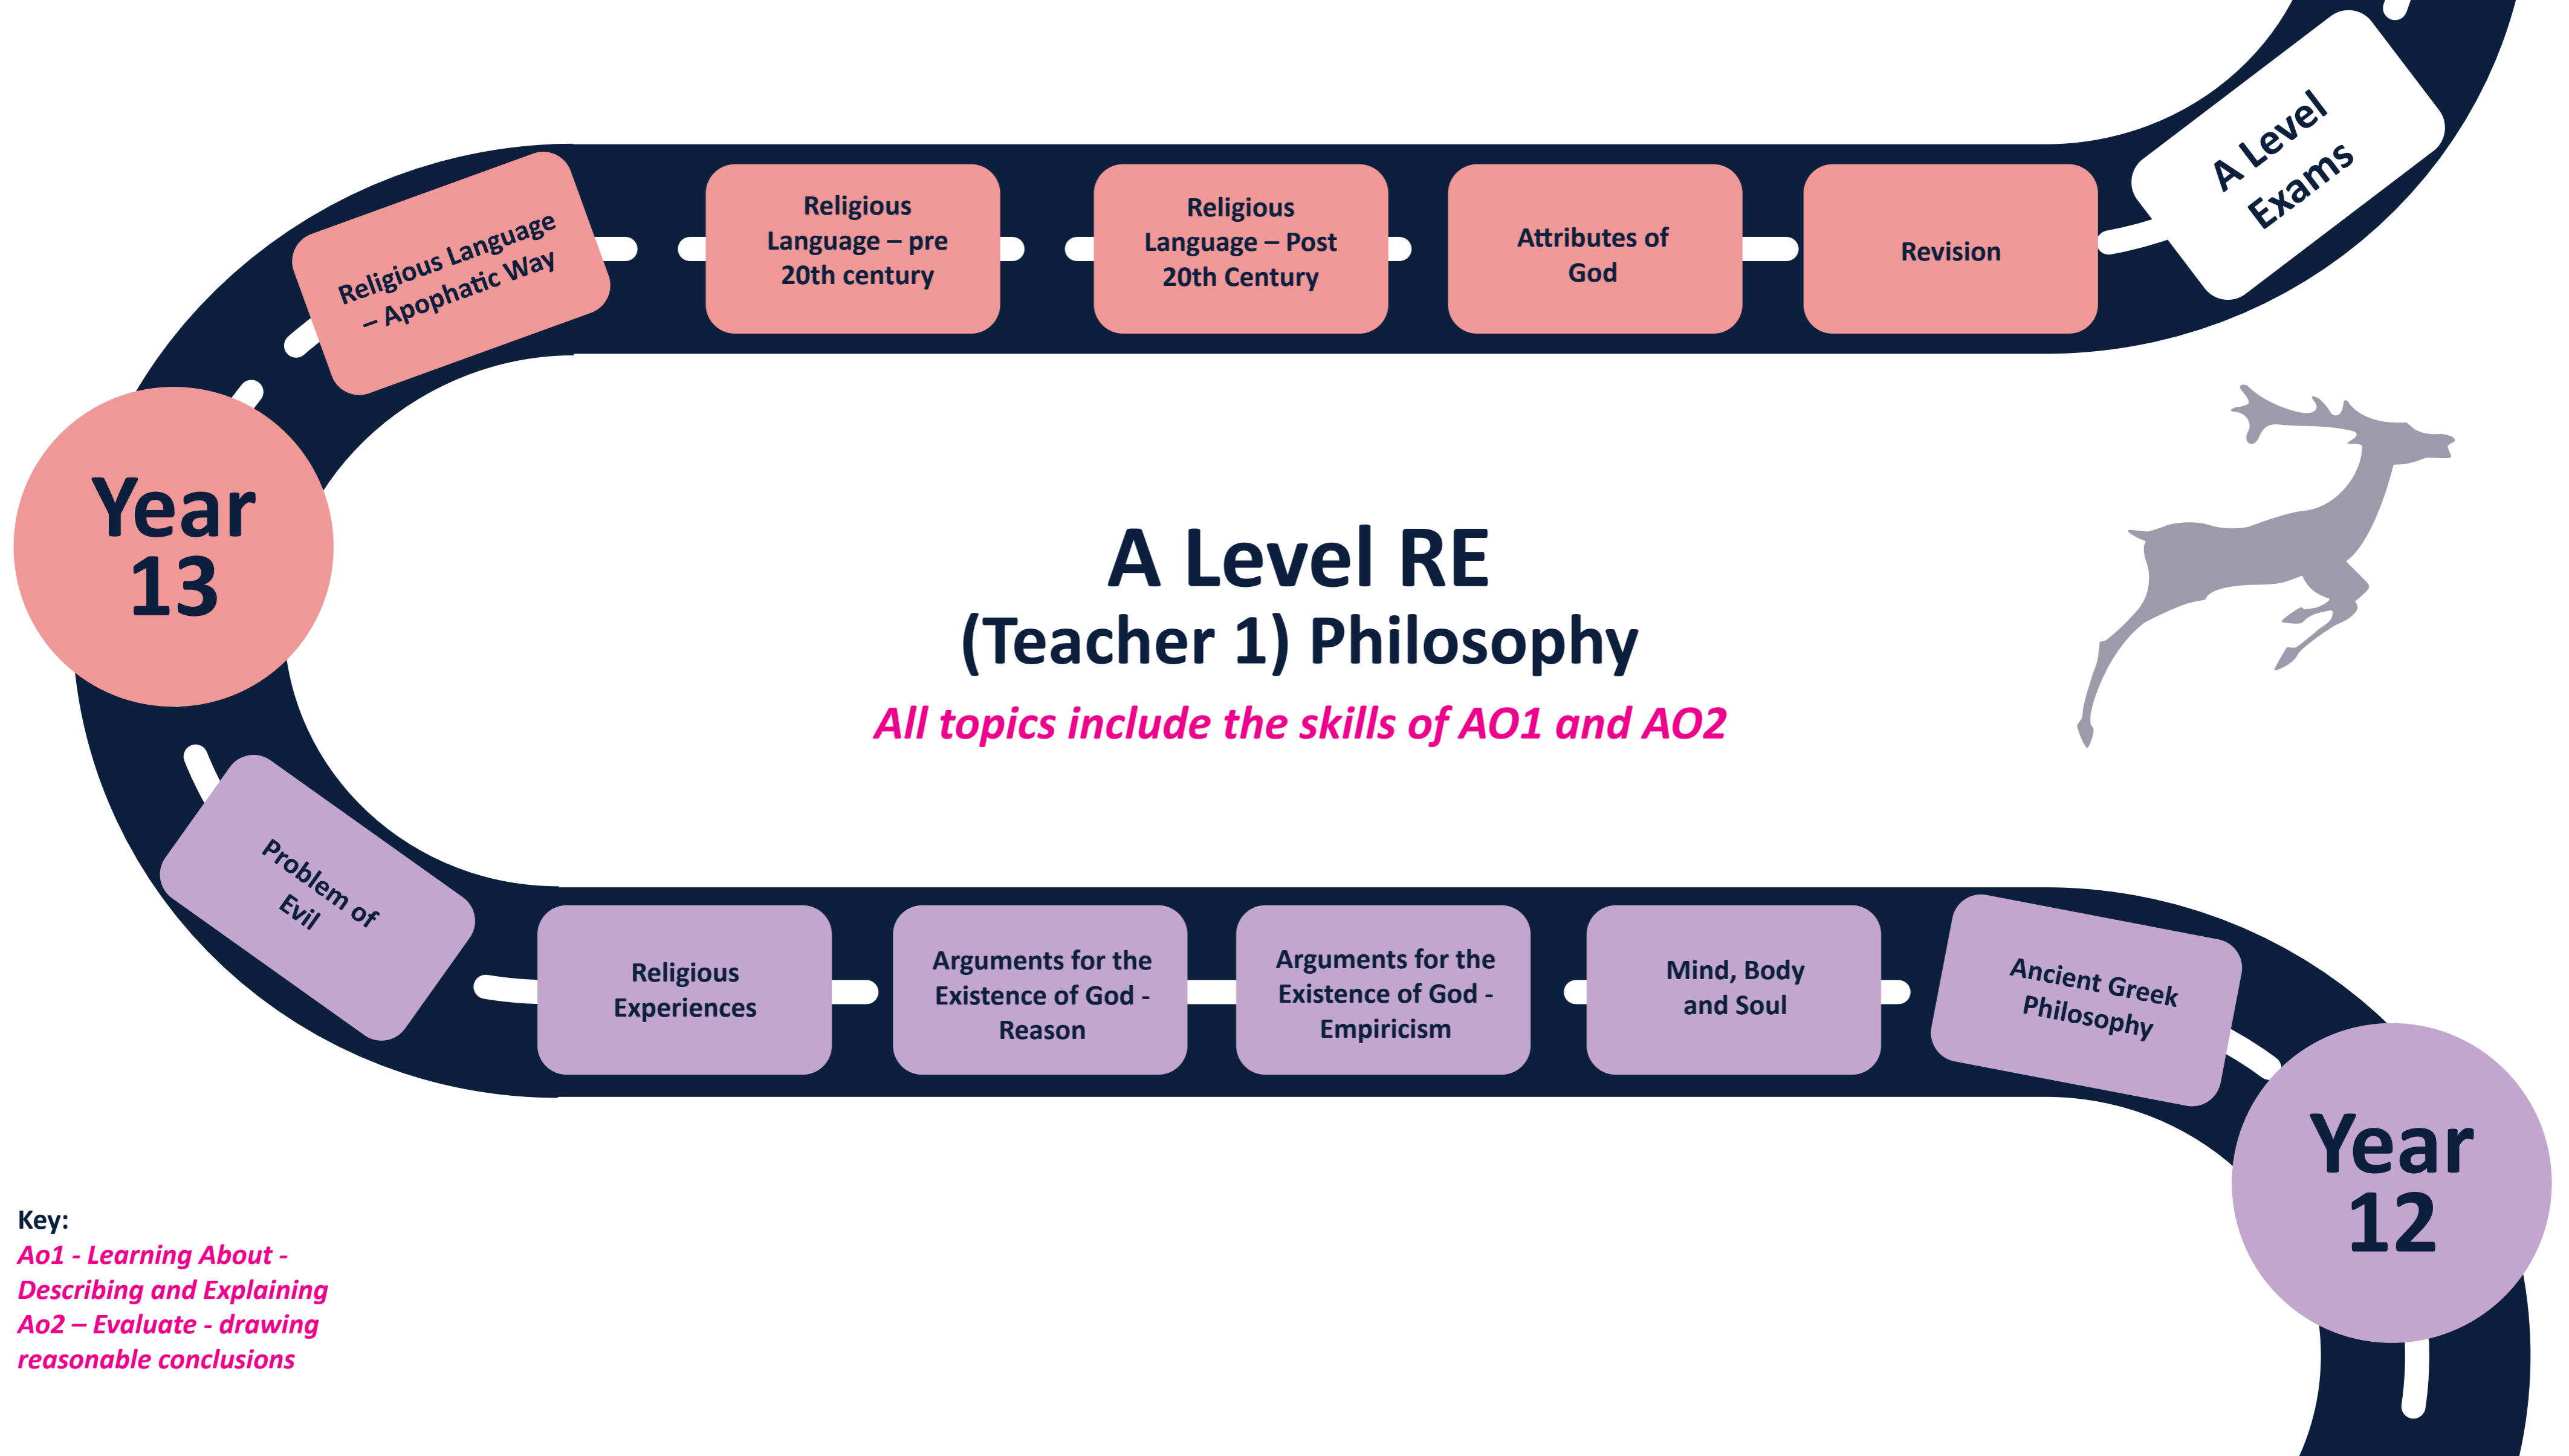 A Level
Exams
Religious Language
– Apophatic Way
Religious
Language – pre
20th century
Religious
Language – Post
20th Century
Attributes of
God
Revision
Year
13
A Level RE
(Teacher 1) Philosophy
All topics include the skills of AO1 and AO2
Problem of
Evil
Religious
Experiences
Arguments for the
Existence of God -
Reason
Arguments for the
Existence of God -
Empiricism
Mind, Body
and Soul
Ancient Greek
Philosophy
Year
12
Key:
Ao1 - Learning About -
Describing and Explaining
Ao2 – Evaluate - drawing
reasonable conclusions